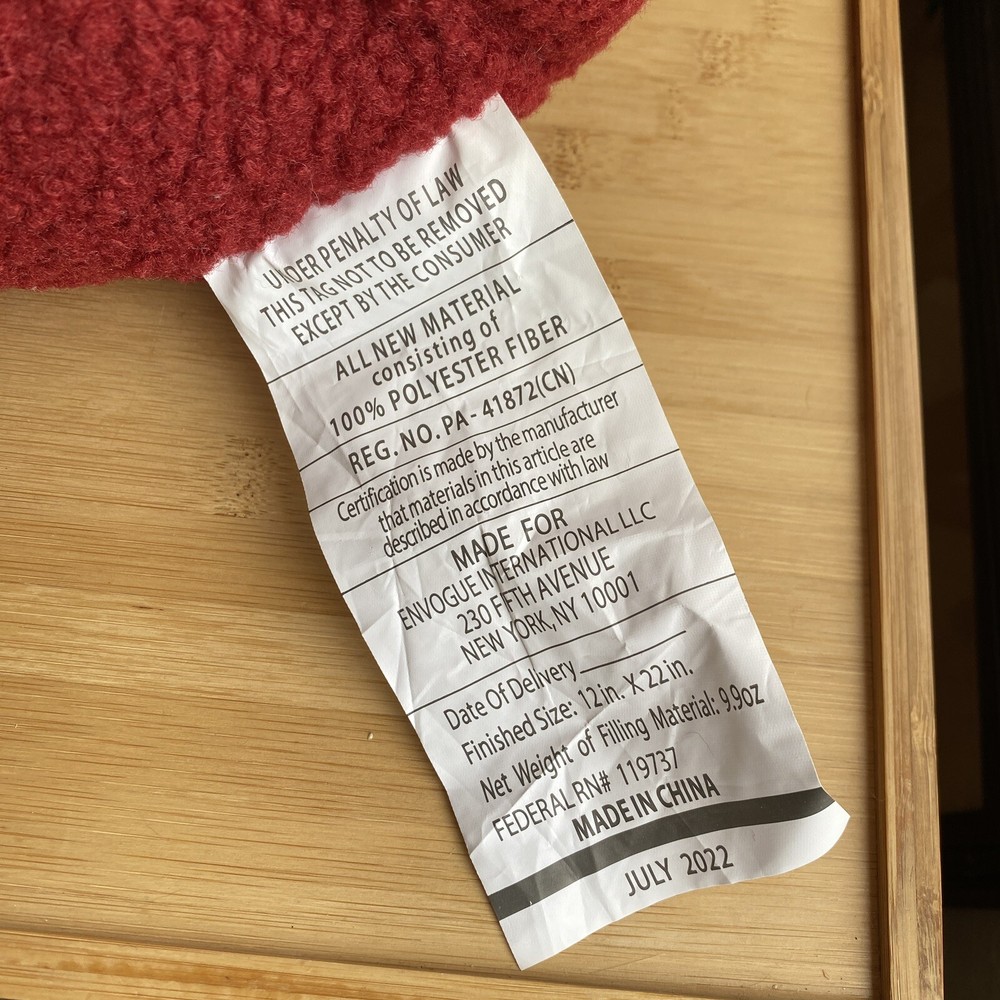 UNDER PENALTY OF LAW
THIS TAG NOT TO BE REMOVED
EXCEPT BY THE CONSUMER
ALL NEW MATERIAL
consisting of
100% POLYESTER FIBER
REG. NO. PA - 41872(CN)
Certification is made by the manufacturer
that materials in this article are
described in accordance with law
MADE FOR
ENVOGUE INTERNATIONAL LLC
230 FIFTH AVENUE
NEW YORK, NY 10001
Date Of Delivery
Finished Size: 12 in. X 22 in.
Net Weight of Filling Material: 9.9oz
FEDERAL RN# 119737
MADE IN CHINA
JULY 2022